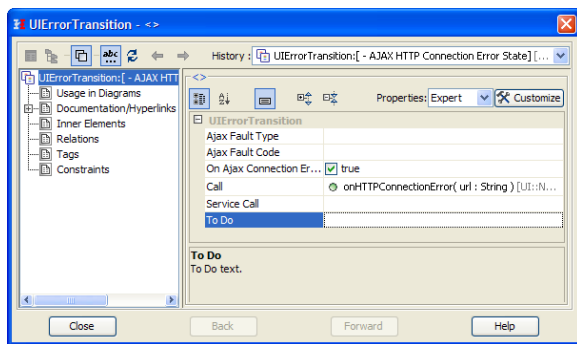 UIErrorTransition - <>
abc
History : UIErrorTransition:[ - AJAX HTTP Connection Error State] [...
UIErrorTransition:[ - AJAX HTT
Usage in Diagrams
Documentation/Hyperlinks
Inner Elements
Relations
Tags
Constraints
<>
Properties: Expert Customize
UIErrorTransition
Ajax Fault Type
Ajax Fault Code
On Ajax Connection Er... true
Call onHTTPConnectionError( url : String ) [UI::N...
Service Call
To Do
To Do
To Do text.
Close Back Forward Help